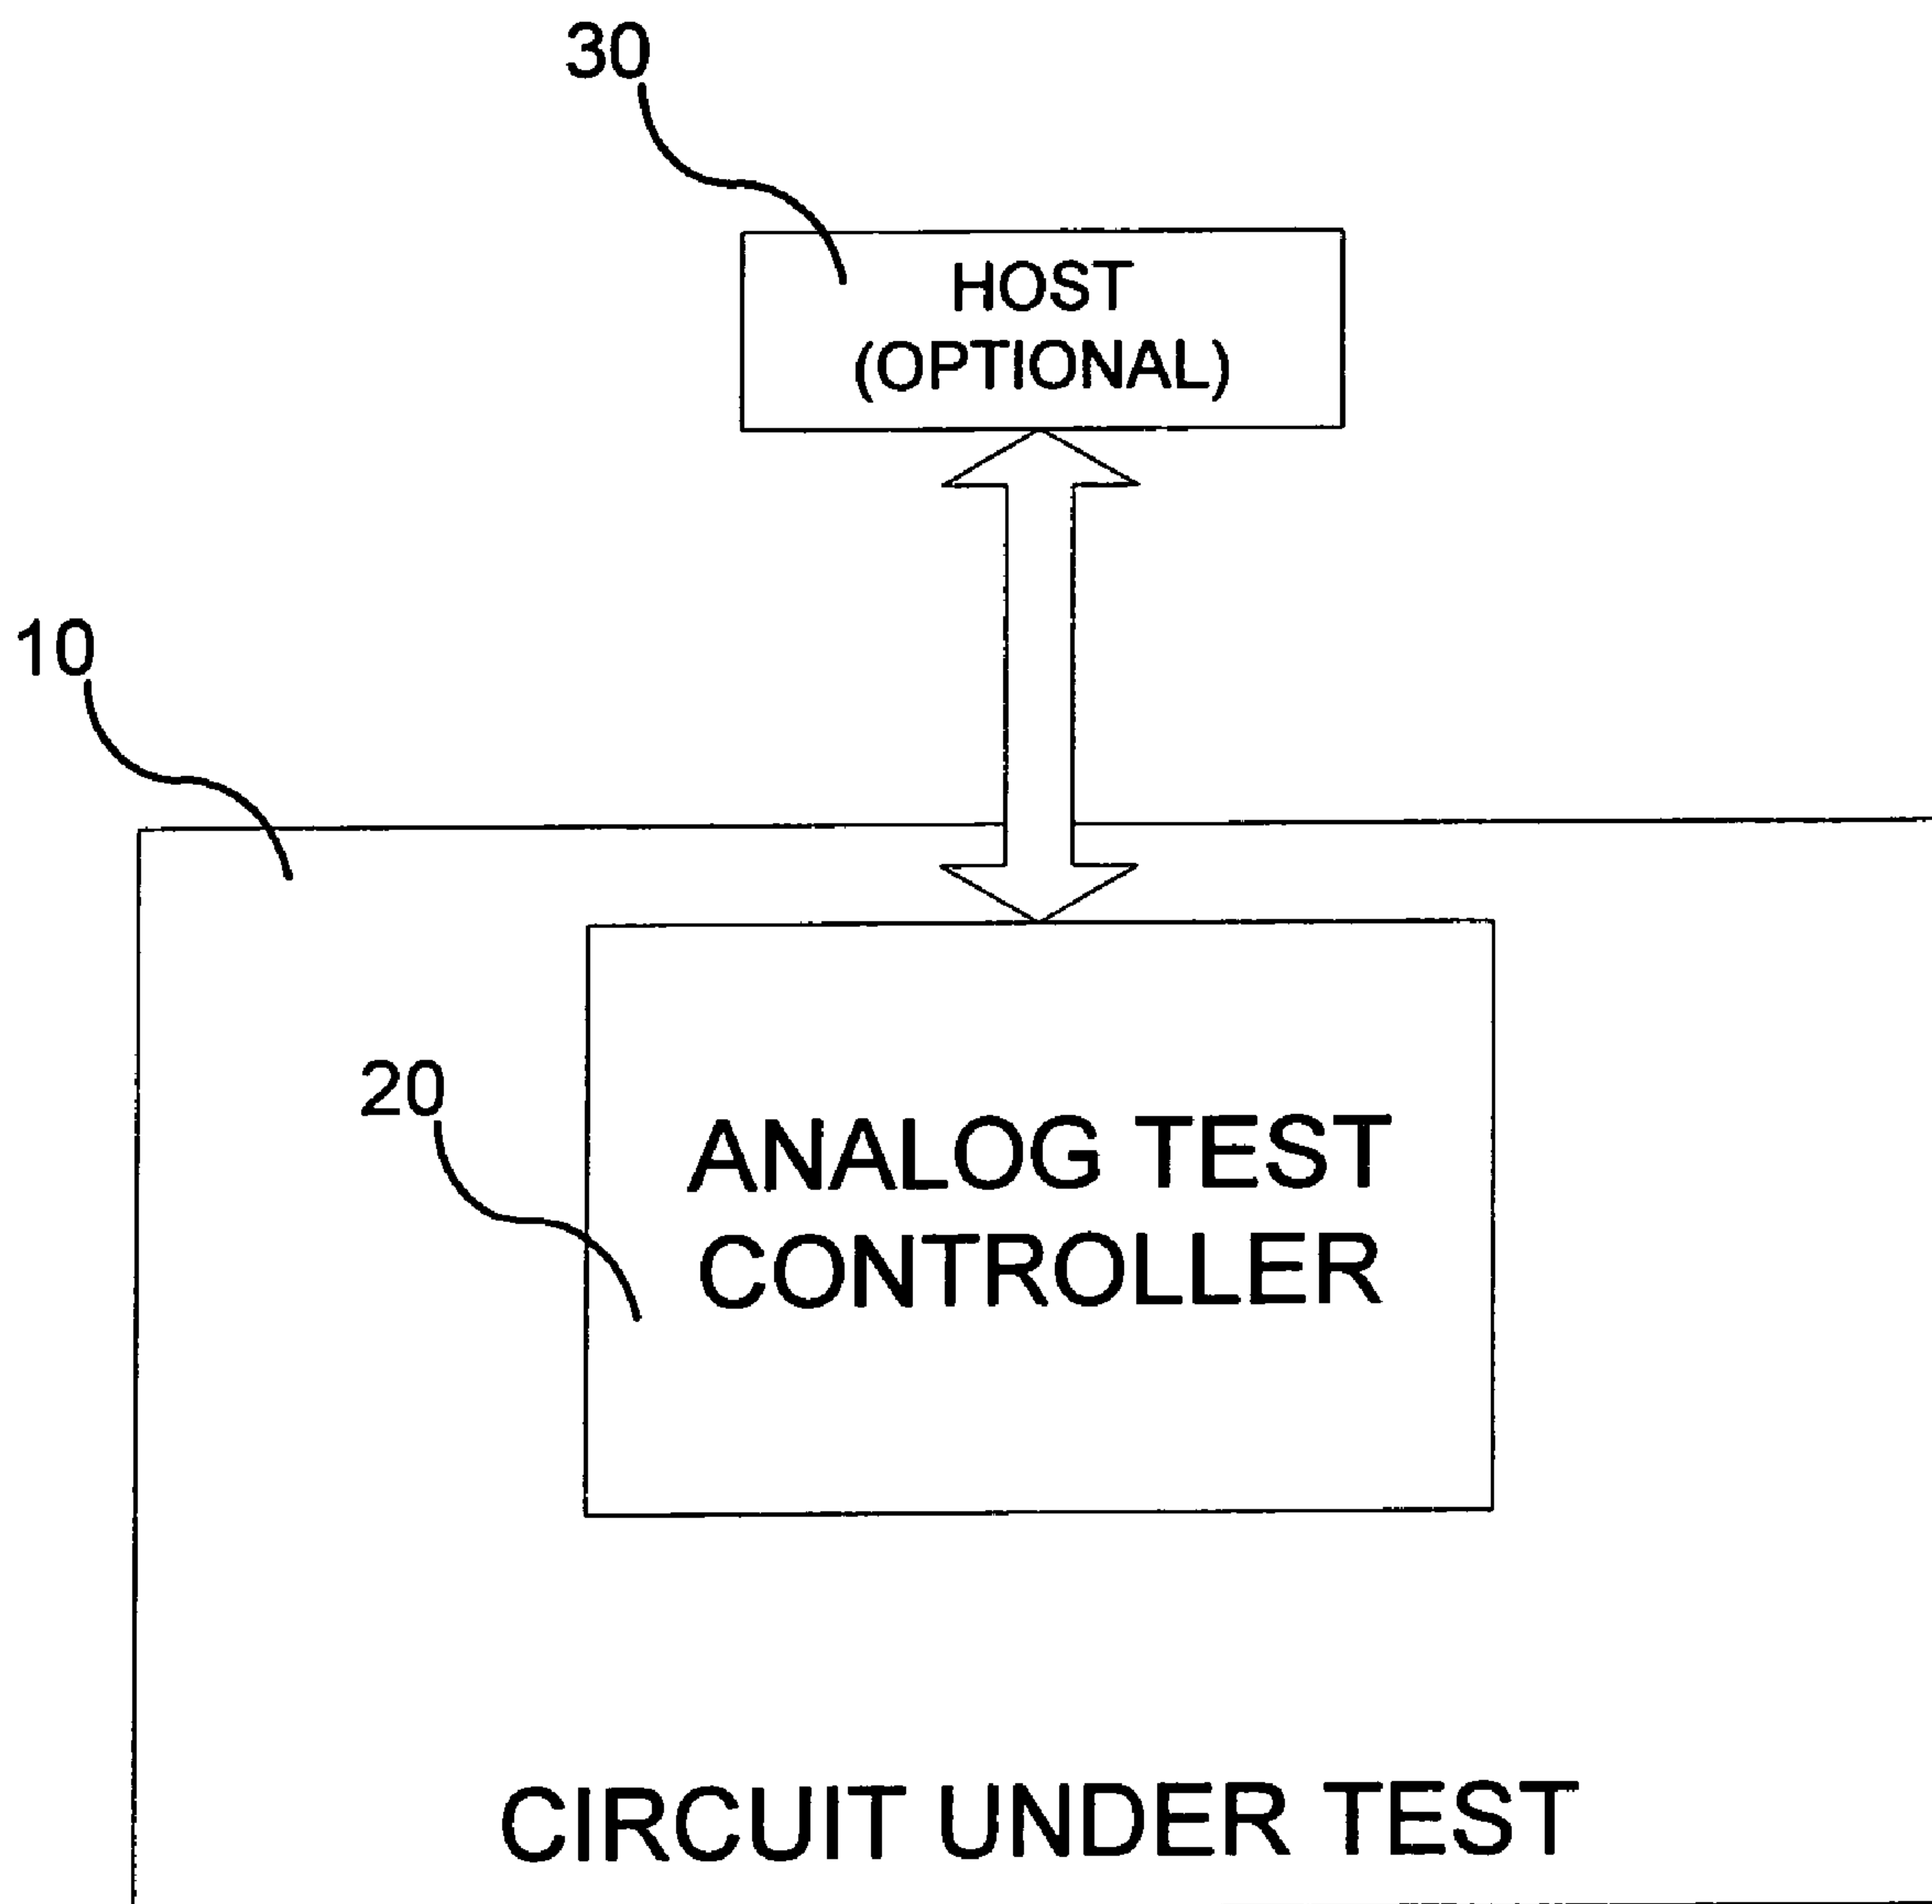 30
HOST
(OPTIONAL)
10
20
ANALOG TEST
CONTROLLER
CIRCUIT UNDER TEST